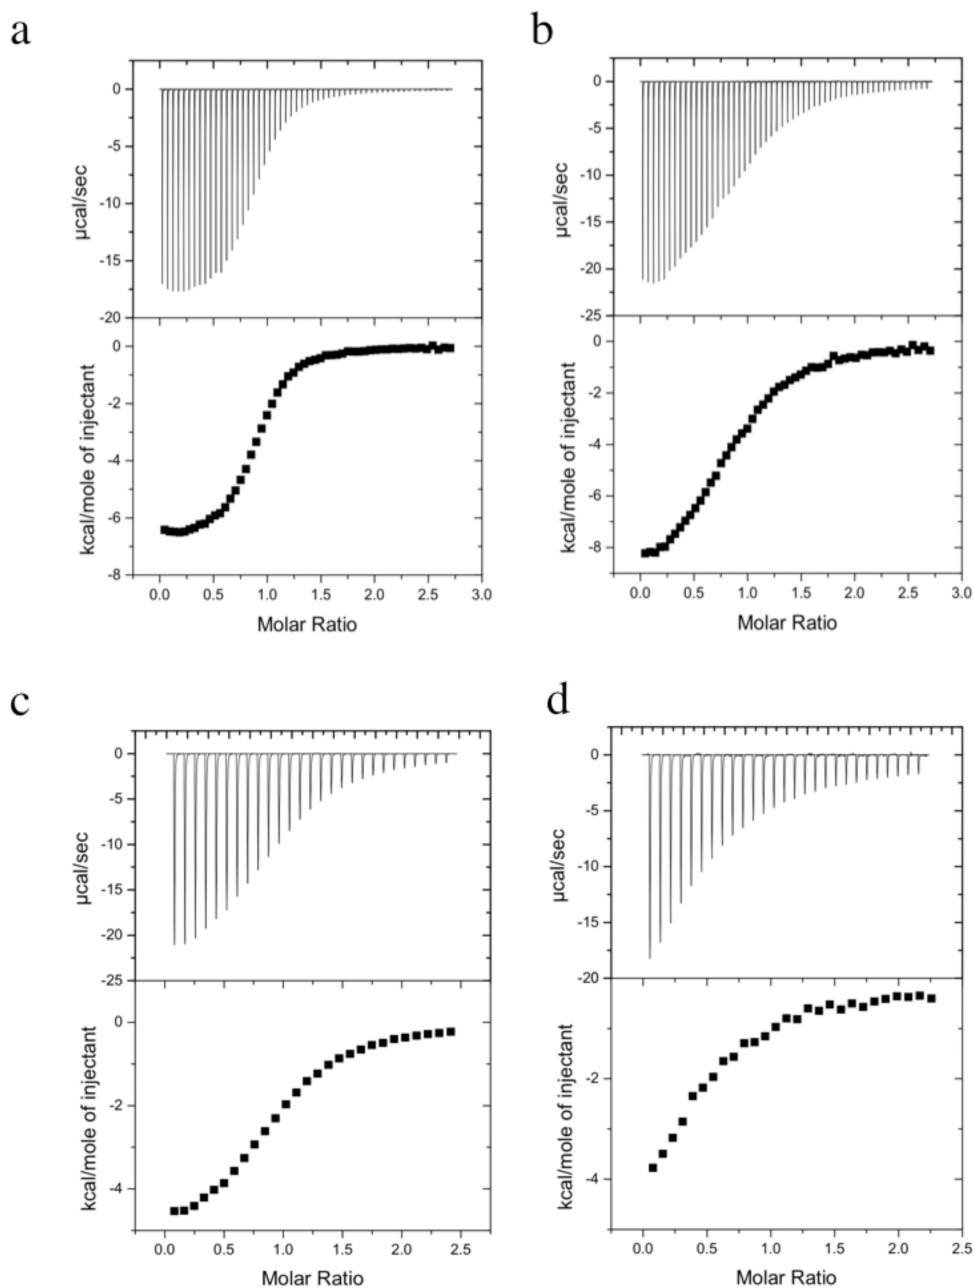 a
0
-5
-10
-15
-20
µcal/sec
0
-2
-4
-6
-8
kcal/mole of injectant
0.0 0.5 1.0 1.5 2.0 2.5 3.0
Molar Ratio
b
0
-5
-10
-15
-20
-25
µcal/sec
0
-2
-4
-6
-8
kcal/mole of injectant
0.0 0.5 1.0 1.5 2.0 2.5 3.0
Molar Ratio
c
0
-5
-10
-15
-20
-25
µcal/sec
0
-2
-4
kcal/mole of injectant
0.0 0.5 1.0 1.5 2.0 2.5
Molar Ratio
d
0
-5
-10
-15
-20
µcal/sec
-2
-4
kcal/mole of injectant
0.0 0.5 1.0 1.5 2.0 2.5
Molar Ratio